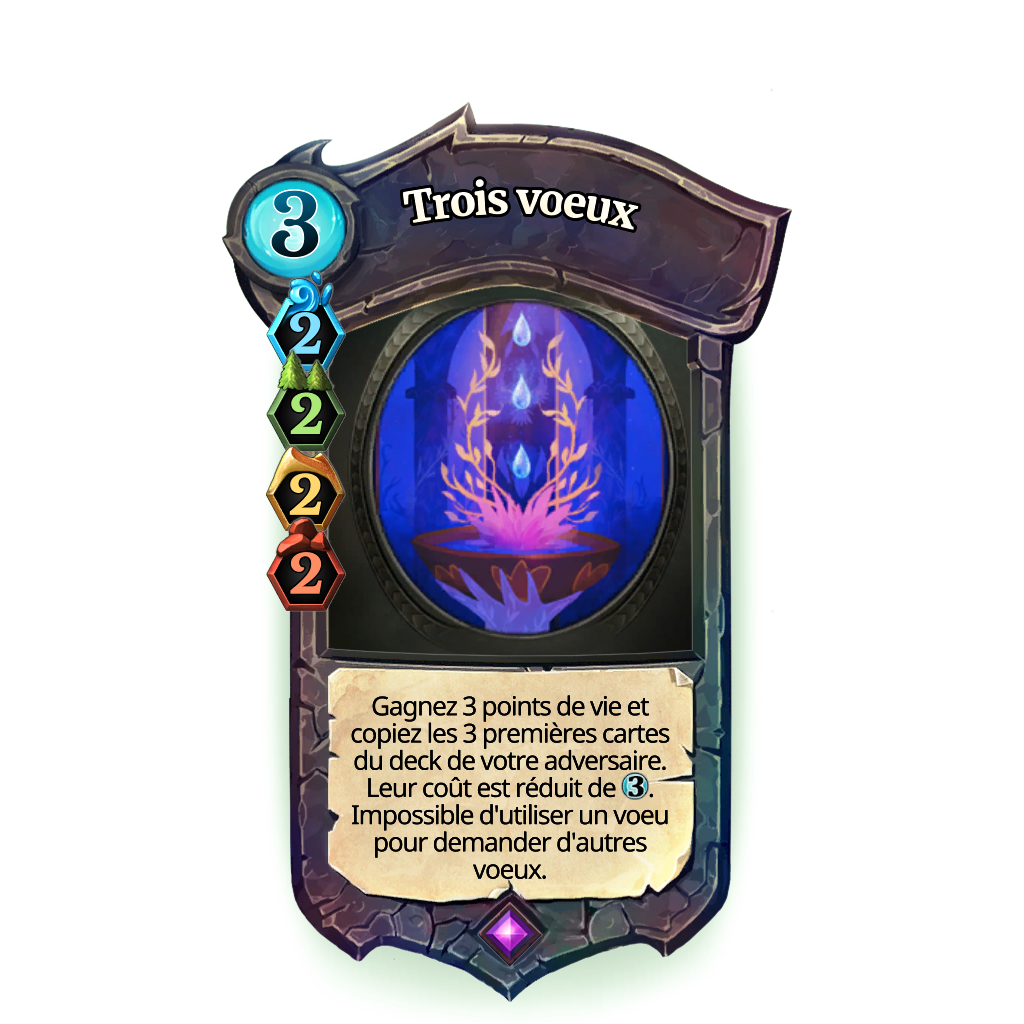 Trois voeux
3
2
2
2
2
Gagnez 3 points de vie et
copiez les 3 premières cartes
du deck de votre adversaire.
Leur coût est réduit de 3.
Impossible d'utiliser un voeu
pour demander d'autres
voeux.